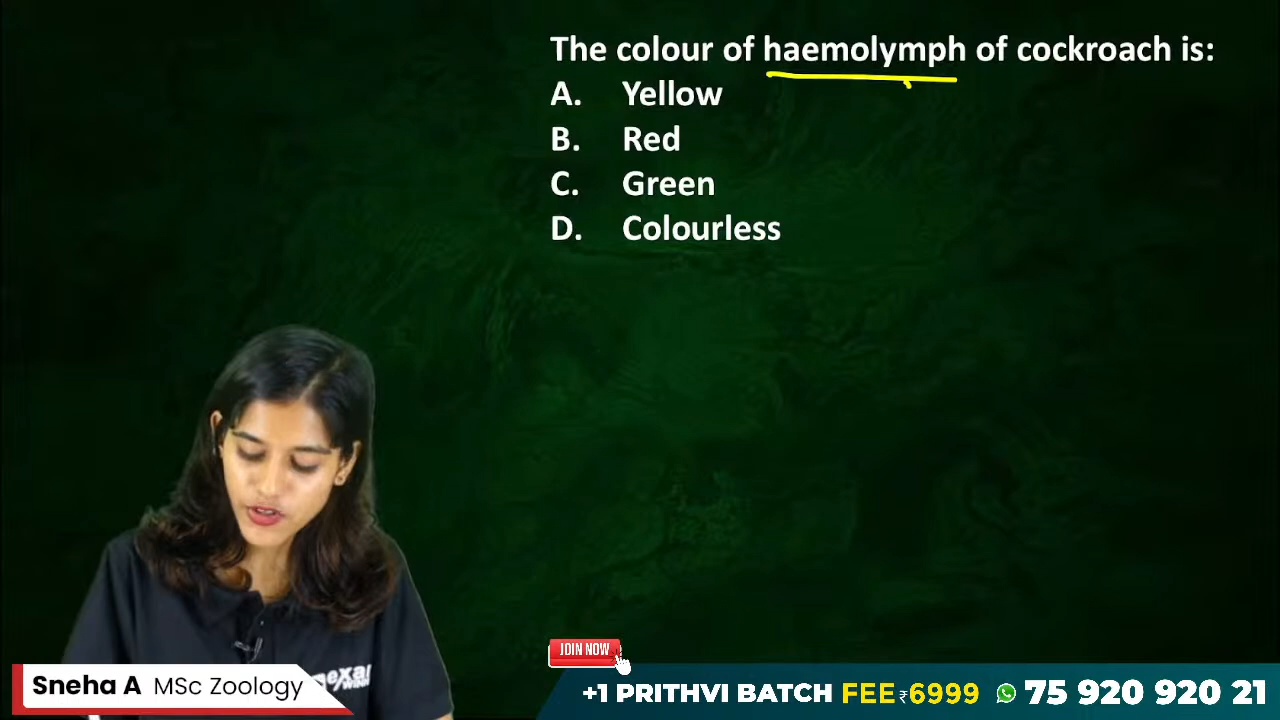 The colour of haemolymph of cockroach is:
A. Yellow
B. Red
C. Green
D. Colourless
JOIN NOW
Sneha A MSc Zoology
+1 PRITHVI BATCH FEE ₹6999 75 920 920 21